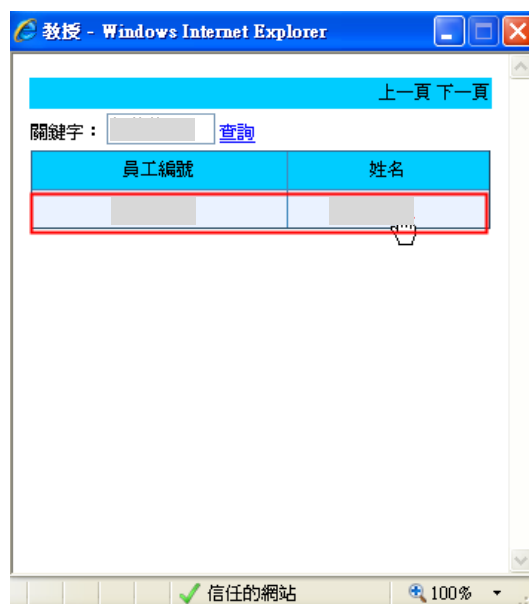 教授 - Windows Internet Explorer
上一頁 下一頁
關鍵字： 查詢
員工編號 姓名
信任的網站 100%